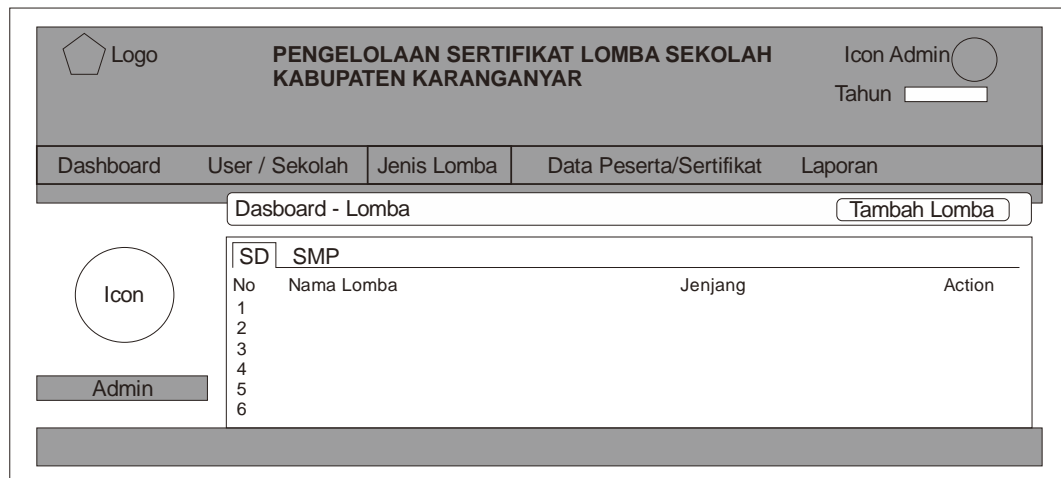 Logo
PENGELOLAAN SERTIFIKAT LOMBA SEKOLAH
KABUPATEN KARANGANYAR
Icon Admin
Tahun
Dashboard User / Sekolah Jenis Lomba Data Peserta/Sertifikat Laporan
Dasboard - Lomba Tambah Lomba
Icon
Admin
SD SMP
No Nama Lomba Jenjang Action
1
2
3
4
5
6